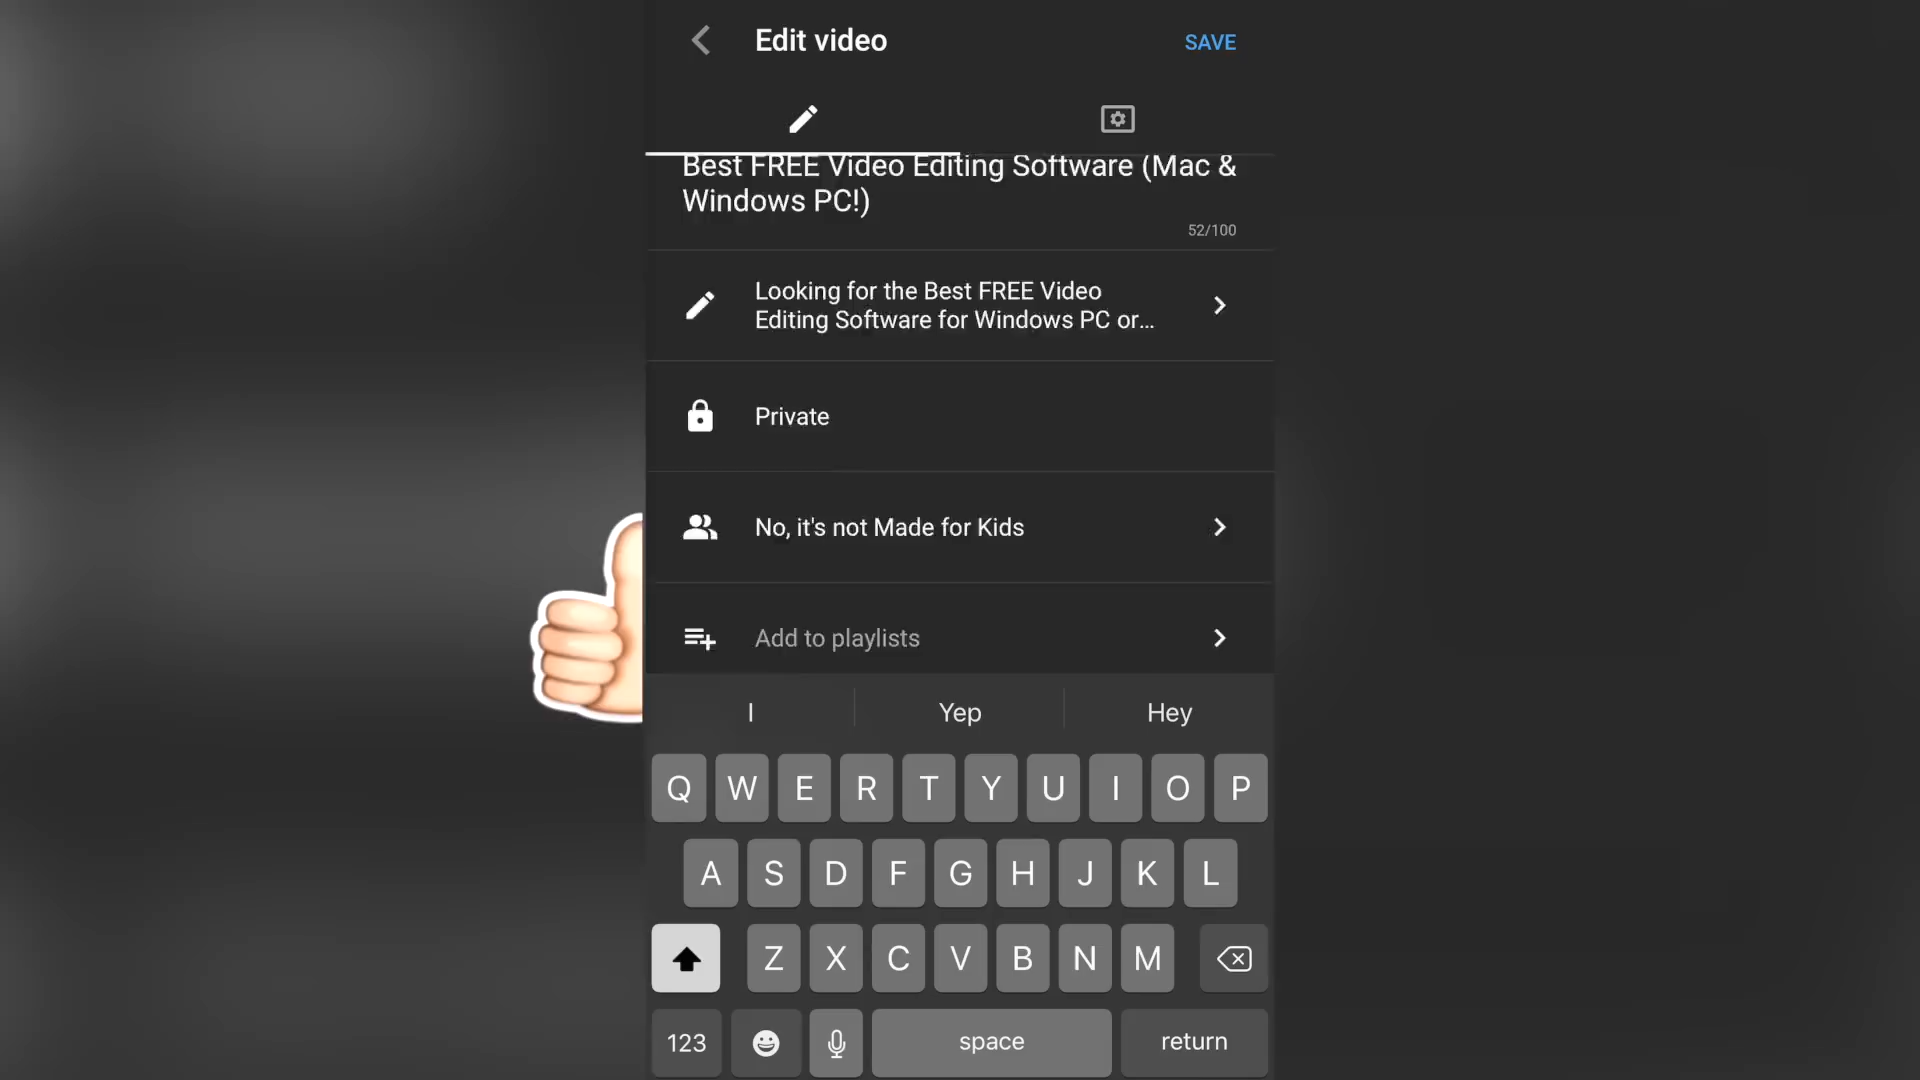 Edit video
SAVE
Best FREE Video Editing Software (Mac &
Windows PC!)
52/100
Looking for the Best FREE Video
Editing Software for Windows PC or...
Private
No, it's not Made for Kids
Add to playlists
I Yep Hey
Q W E R T Y U I O P
A S D F G H J K L
Z X C V B N M
123 space return